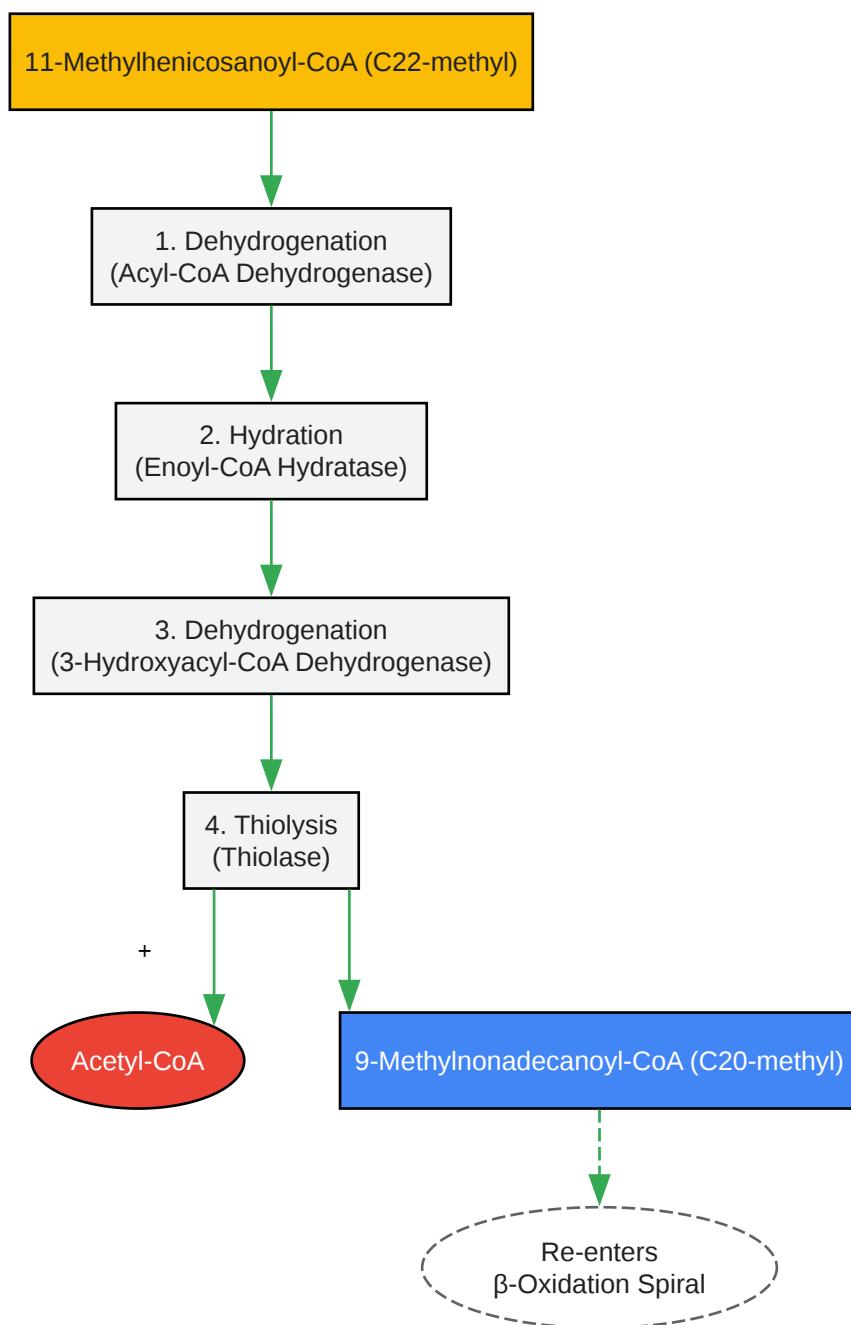 11-Methylhenicosanoyl-CoA (C22-methyl)
1. Dehydrogenation
(Acyl-CoA Dehydrogenase)
2. Hydration
(Enoyl-CoA Hydratase)
3. Dehydrogenation
(3-Hydroxyacyl-CoA Dehydrogenase)
4. Thiolysis
(Thiolase)
+
Acetyl-CoA
9-Methylnonadecanoyl-CoA (C20-methyl)
Re-enters
β-Oxidation Spiral